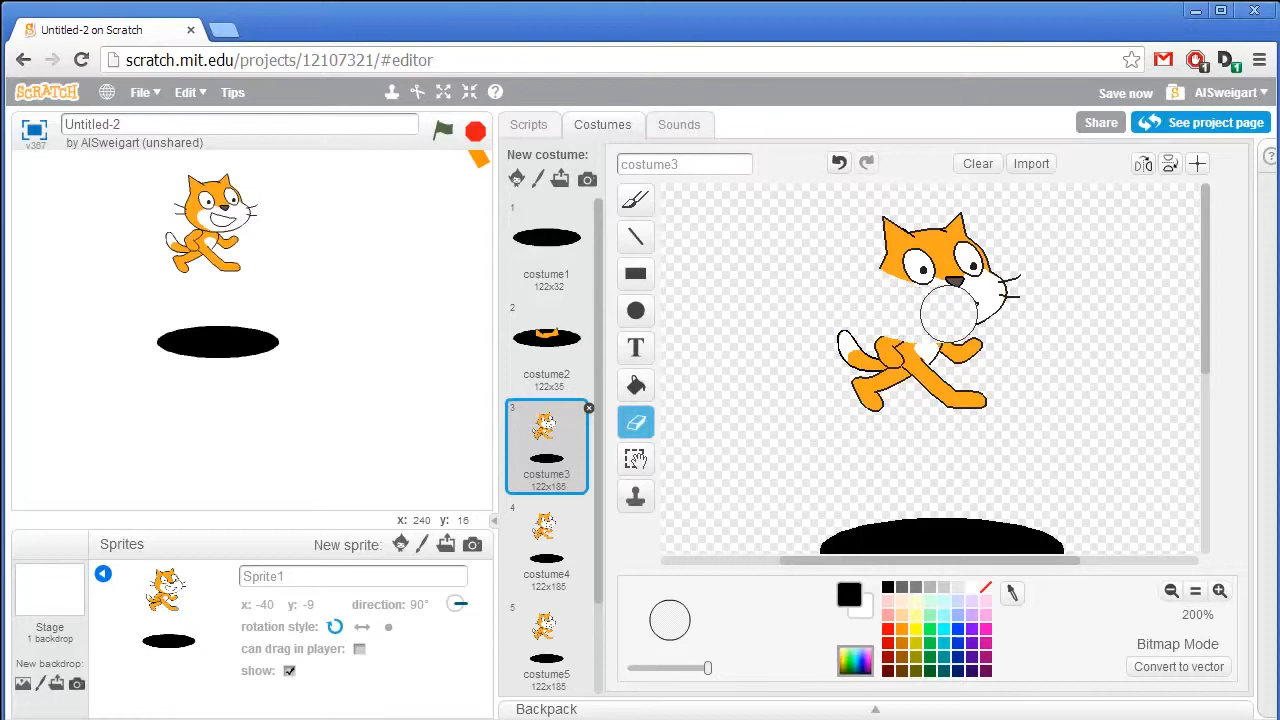 Untitled-2 on Scratch
scratch.mit.edu/projects/12107321/#editor
SCRATCH File Edit Tips Save now AlSweigart
Untitled-2
by AlSweigart (unshared)
v387
Scripts Costumes Sounds
Share See project page
New costume:
costume3
Clear Import
1
costume1
122x32
2
costume2
122x35
3
costume3
122x185
4
costume4
122x185
5
costume5
122x185
T
x: 240 y: 16
Sprites New sprite:
Stage
1 backdrop
New backdrop:
Sprite1
x: -40 y: -9 direction: 90°
rotation style:
can drag in player:
show:
200%
Bitmap Mode
Convert to vector
Backpack